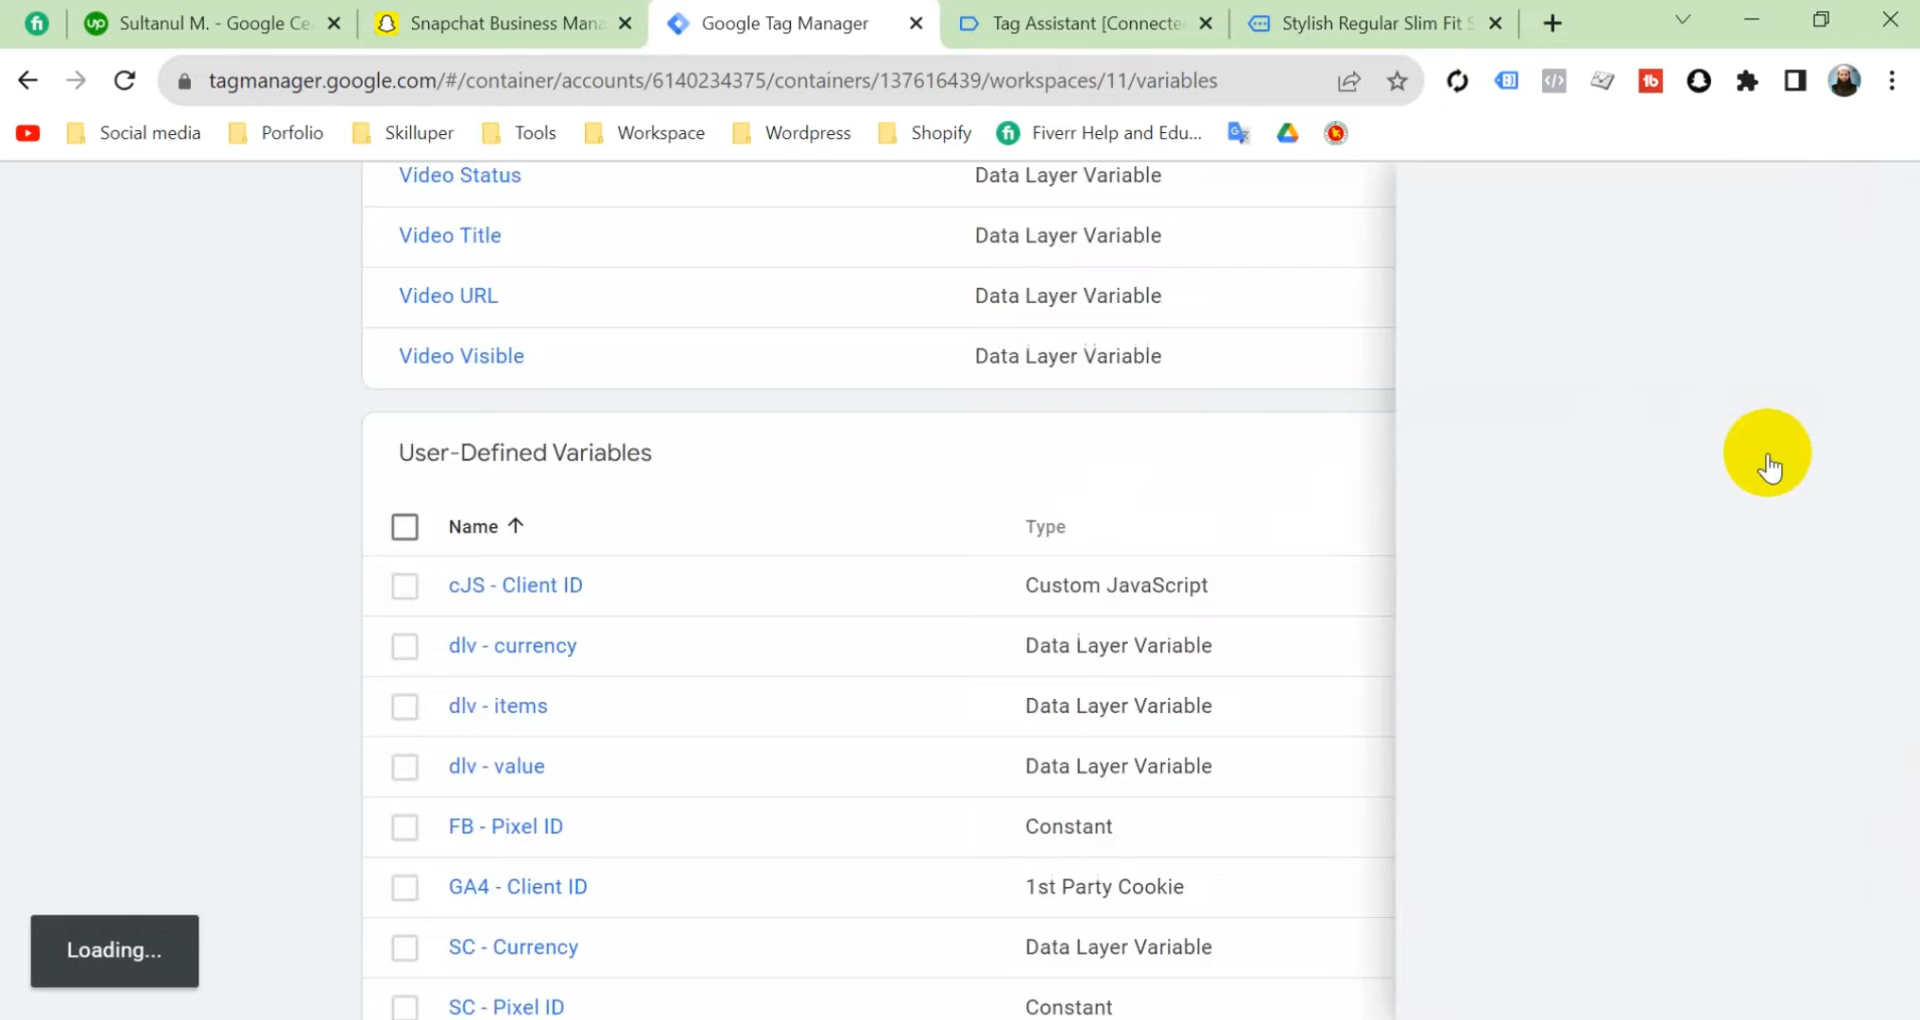 Sultanul M. - Google Ce
Snapchat Business Mana
Google Tag Manager
Tag Assistant [Connecte
Stylish Regular Slim Fit S
tagmanager.google.com/#/container/accounts/6140234375/containers/137616439/workspaces/11/variables
Social media
Porfolio
Skilluper
Tools
Workspace
Wordpress
Shopify
Fiverr Help and Edu...
Video Status Data Layer Variable
Video Title Data Layer Variable
Video URL Data Layer Variable
Video Visible Data Layer Variable
User-Defined Variables
Name Type
cJS - Client ID Custom JavaScript
dlv - currency Data Layer Variable
dlv - items Data Layer Variable
dlv - value Data Layer Variable
FB - Pixel ID Constant
GA4 - Client ID 1st Party Cookie
SC - Currency Data Layer Variable
SC - Pixel ID Constant
Loading...